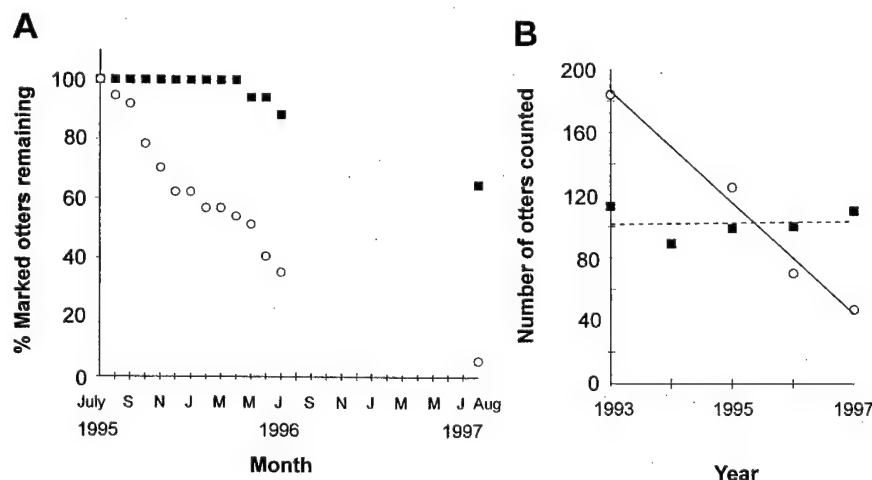 A
% Marked otters remaining
100
80
60
40
20
0
July S N J M M J S N J M M J Aug
1995 1996 1997
Month
B
Number of otters counted
200
160
120
80
40
0
1993 1995 1997
Year